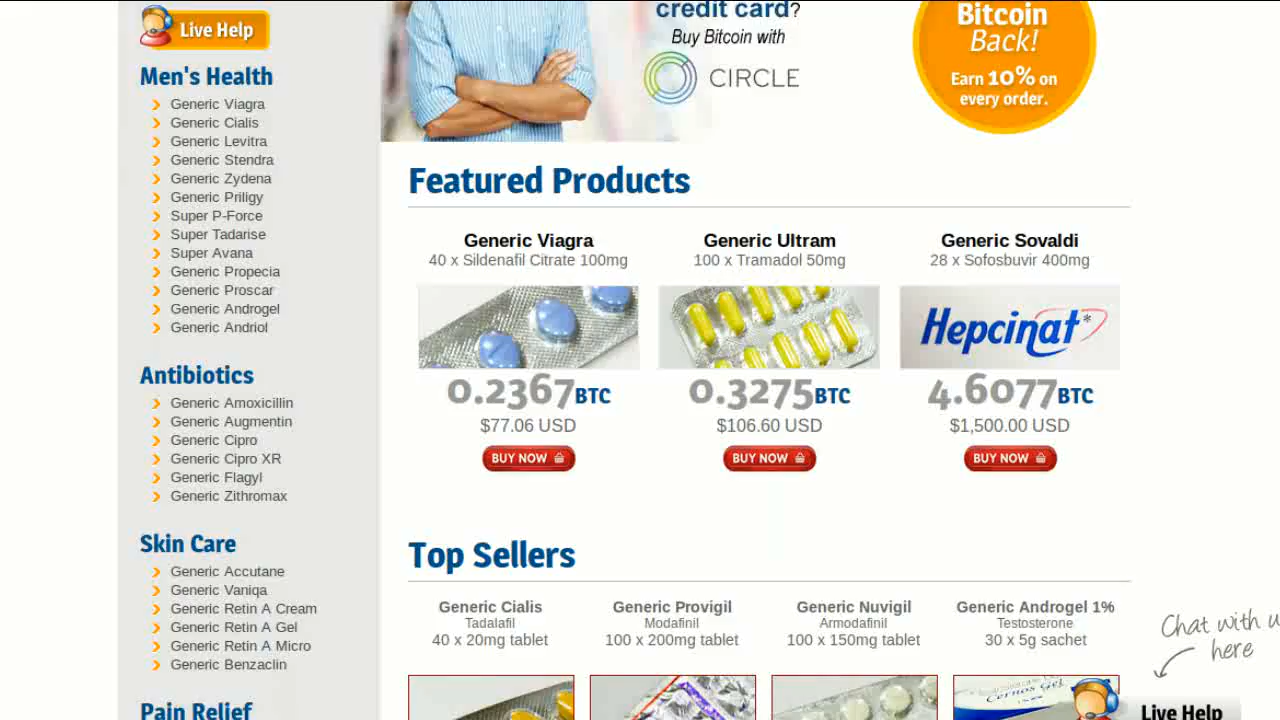 Live Help
Men's Health
Generic Viagra
Generic Cialis
Generic Levitra
Generic Stendra
Generic Zydena
Generic Priligy
Super P-Force
Super Tadarise
Super Avana
Generic Propecia
Generic Proscar
Generic Androgel
Generic Andriol
Antibiotics
Generic Amoxicillin
Generic Augmentin
Generic Cipro
Generic Cipro XR
Generic Flagyl
Generic Zithromax
Skin Care
Generic Accutane
Generic Vaniqa
Generic Retin A Cream
Generic Retin A Gel
Generic Retin A Micro
Generic Benzaclin
Pain Relief
credit card?
Buy Bitcoin with
CIRCLE
Bitcoin
Back!
Earn 10% on
every order.
Featured Products
Generic Viagra
40 x Sildenafil Citrate 100mg
0.2367BTC
$77.06 USD
BUY NOW
Generic Ultram
100 x Tramadol 50mg
0.3275BTC
$106.60 USD
BUY NOW
Generic Sovaldi
28 x Sofosbuvir 400mg
Hepcinat*
4.6077BTC
$1,500.00 USD
BUY NOW
Top Sellers
Generic Cialis
Tadalafil
40 x 20mg tablet
Generic Provigil
Modafinil
100 x 200mg tablet
Generic Nuvigil
Armodafinil
100 x 150mg tablet
Generic Androgel 1%
Testosterone
30 x 5g sachet
Cernos Gel
Chat with u
here
Live Help